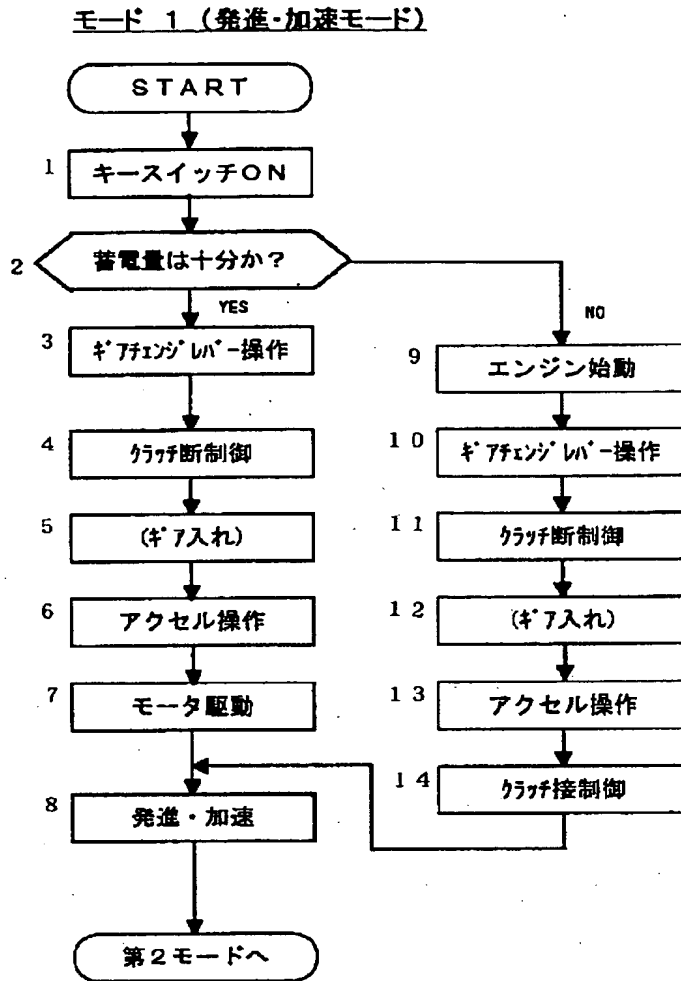 モード 1 (発進・加速モード)
START
1 キースイッチON
2 蓄電量は十分か?
YES
NO
3 ギアチェンジレバー操作
4 クラッチ断制御
5 (ギア入れ)
6 アクセル操作
7 モータ駆動
8 発進・加速
第2モードへ
9 エンジン始動
10 ギアチェンジレバー操作
11 クラッチ断制御
12 (ギア入れ)
13 アクセル操作
14 クラッチ接制御